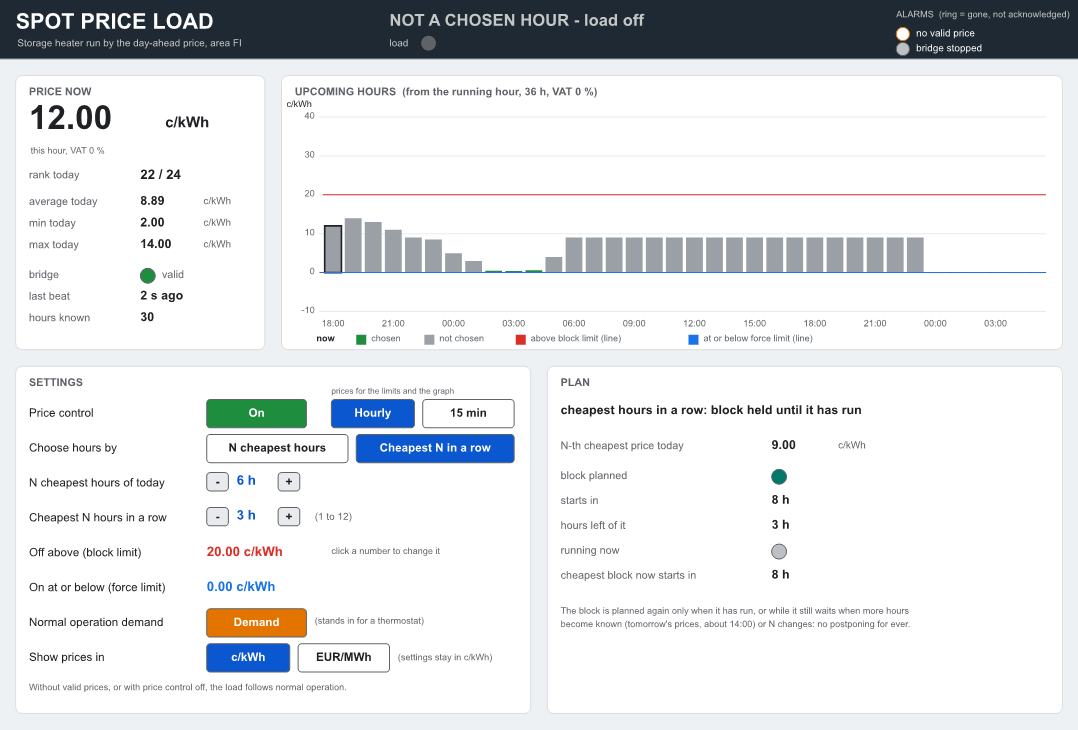 SPOT PRICE LOAD
Storage heater run by the day-ahead price, area FI
NOT A CHOSEN HOUR - load off
load
ALARMS (ring = gone, not acknowledged)
no valid price
bridge stopped
PRICE NOW
12.00 c/kWh
this hour, VAT 0 %
rank today 22 / 24
average today 8.89 c/kWh
min today 2.00 c/kWh
max today 14.00 c/kWh
bridge valid
last beat 2 s ago
hours known 30
UPCOMING HOURS (from the running hour, 36 h, VAT 0 %)
c/kWh
40
30
20
10
0
-10
18:00 21:00 00:00 03:00 06:00 09:00 12:00 15:00 18:00 21:00 00:00 03:00
now chosen not chosen above block limit (line) at or below force limit (line)
SETTINGS
prices for the limits and the graph
Price control On Hourly 15 min
Choose hours by N cheapest hours Cheapest N in a row
N cheapest hours of today - 6 h +
Cheapest N hours in a row - 3 h + (1 to 12)
Off above (block limit) 20.00 c/kWh click a number to change it
On at or below (force limit) 0.00 c/kWh
Normal operation demand Demand (stands in for a thermostat)
Show prices in c/kWh EUR/MWh (settings stay in c/kWh)
Without valid prices, or with price control off, the load follows normal operation.
PLAN
cheapest hours in a row: block held until it has run
N-th cheapest price today 9.00 c/kWh
block planned
starts in 8 h
hours left of it 3 h
running now
cheapest block now starts in 8 h
The block is planned again only when it has run, or while it still waits when more hours
become known (tomorrow's prices, about 14:00) or N changes: no postponing for ever.